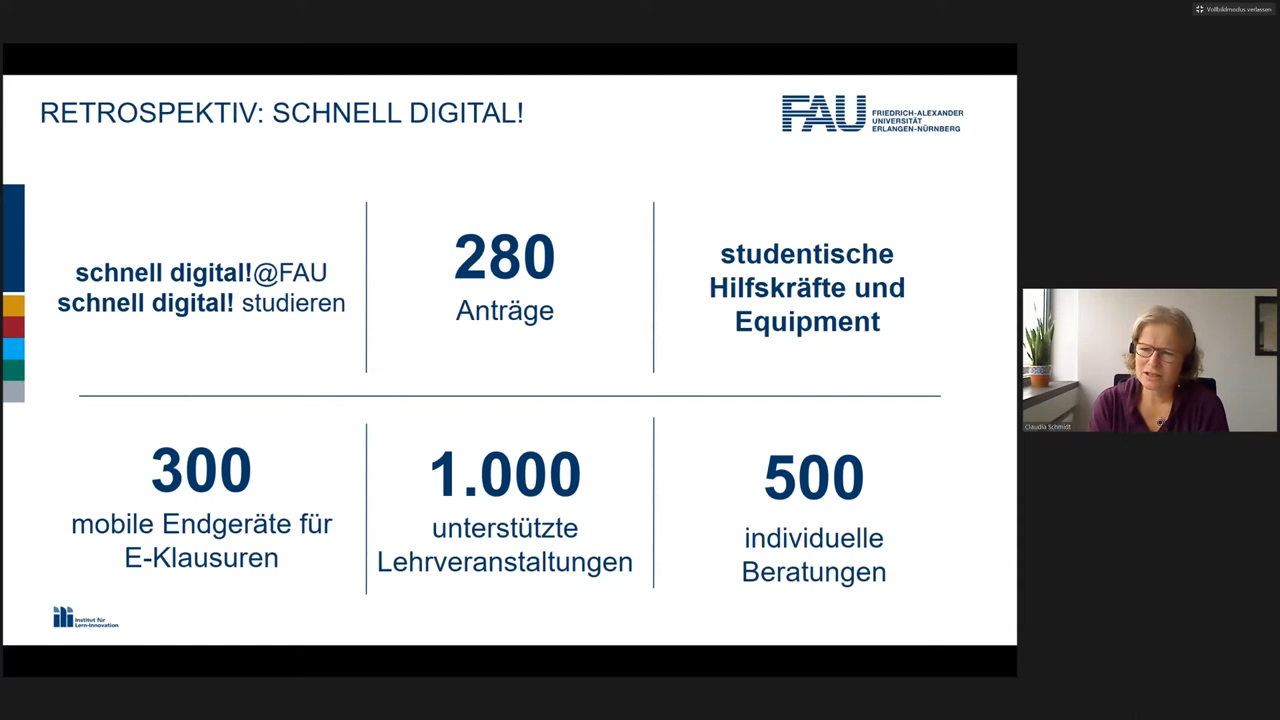 Vollbildmodus verlassen
RETROSPEKTIV: SCHNELL DIGITAL!
FAU
FRIEDRICH-ALEXANDER
UNIVERSITÄT
ERLANGEN-NÜRNBERG
schnell digital!@FAU
schnell digital! studieren
280
Anträge
studentische
Hilfskräfte und
Equipment
300
mobile Endgeräte für
E-Klausuren
1.000
unterstützte
Lehrveranstaltungen
500
individuelle
Beratungen
ili
Institut für
Lern-Innovation
Claudia Schmidt